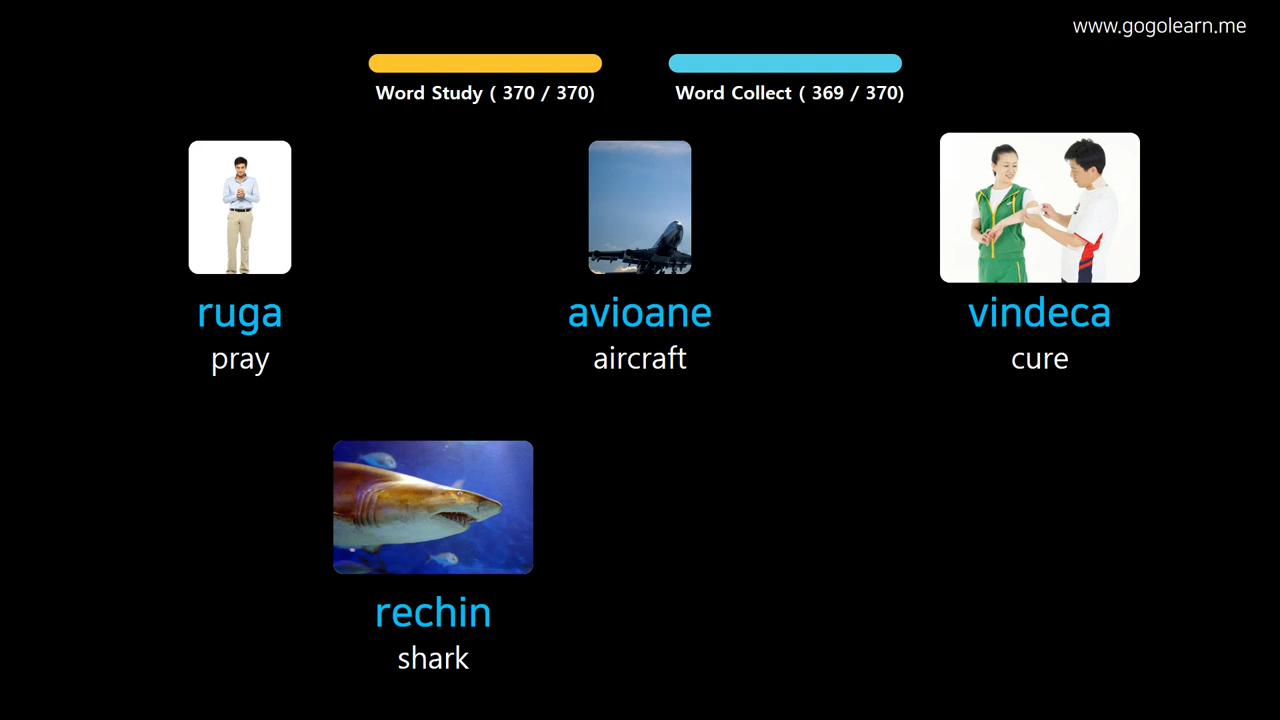 www.gogolearn.me
Word Study ( 370 / 370)
Word Collect ( 369 / 370)
ruga
pray
avioane
aircraft
vindeca
cure
rechin
shark